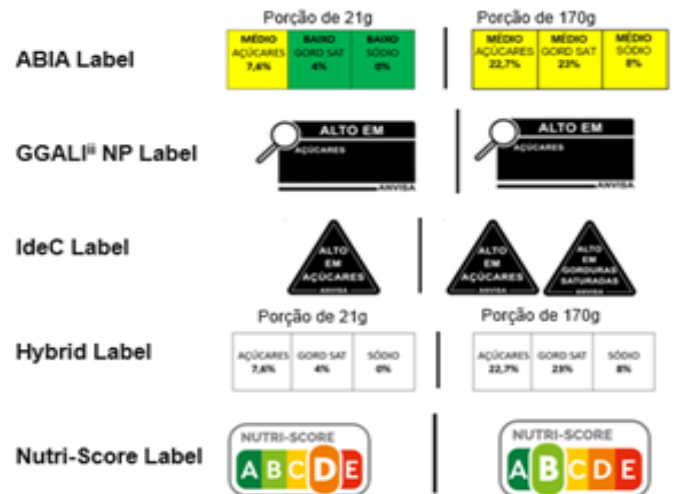 Porção de 21g
Porção de 170g
ABIA Label
MÉDIO BAIXO BAIXO
AÇÚCARES GORD SAT SÓDIO
7,6% 4% 0%
MÉDIO MÉDIO MÉDIO
AÇÚCARES GORD SAT SÓDIO
22,7% 23% 8%
GGALIⁱⁱ NP Label
ALTO EM
AÇÚCARES
ANVISA
ALTO EM
AÇÚCARES
ANVISA
IdeC Label
ALTO
EM
AÇÚCARES
ANVISA
ALTO
EM
AÇÚCARES
ANVISA
ALTO
EM
GORDURAS
SATURADAS
ANVISA
Porção de 21g
Porção de 170g
Hybrid Label
AÇÚCARES GORD SAT SÓDIO
7,6% 4% 0%
AÇÚCARES GORD SAT SÓDIO
22,7% 23% 8%
Nutri-Score Label
NUTRI-SCORE
A B C D E
NUTRI-SCORE
A B C D E